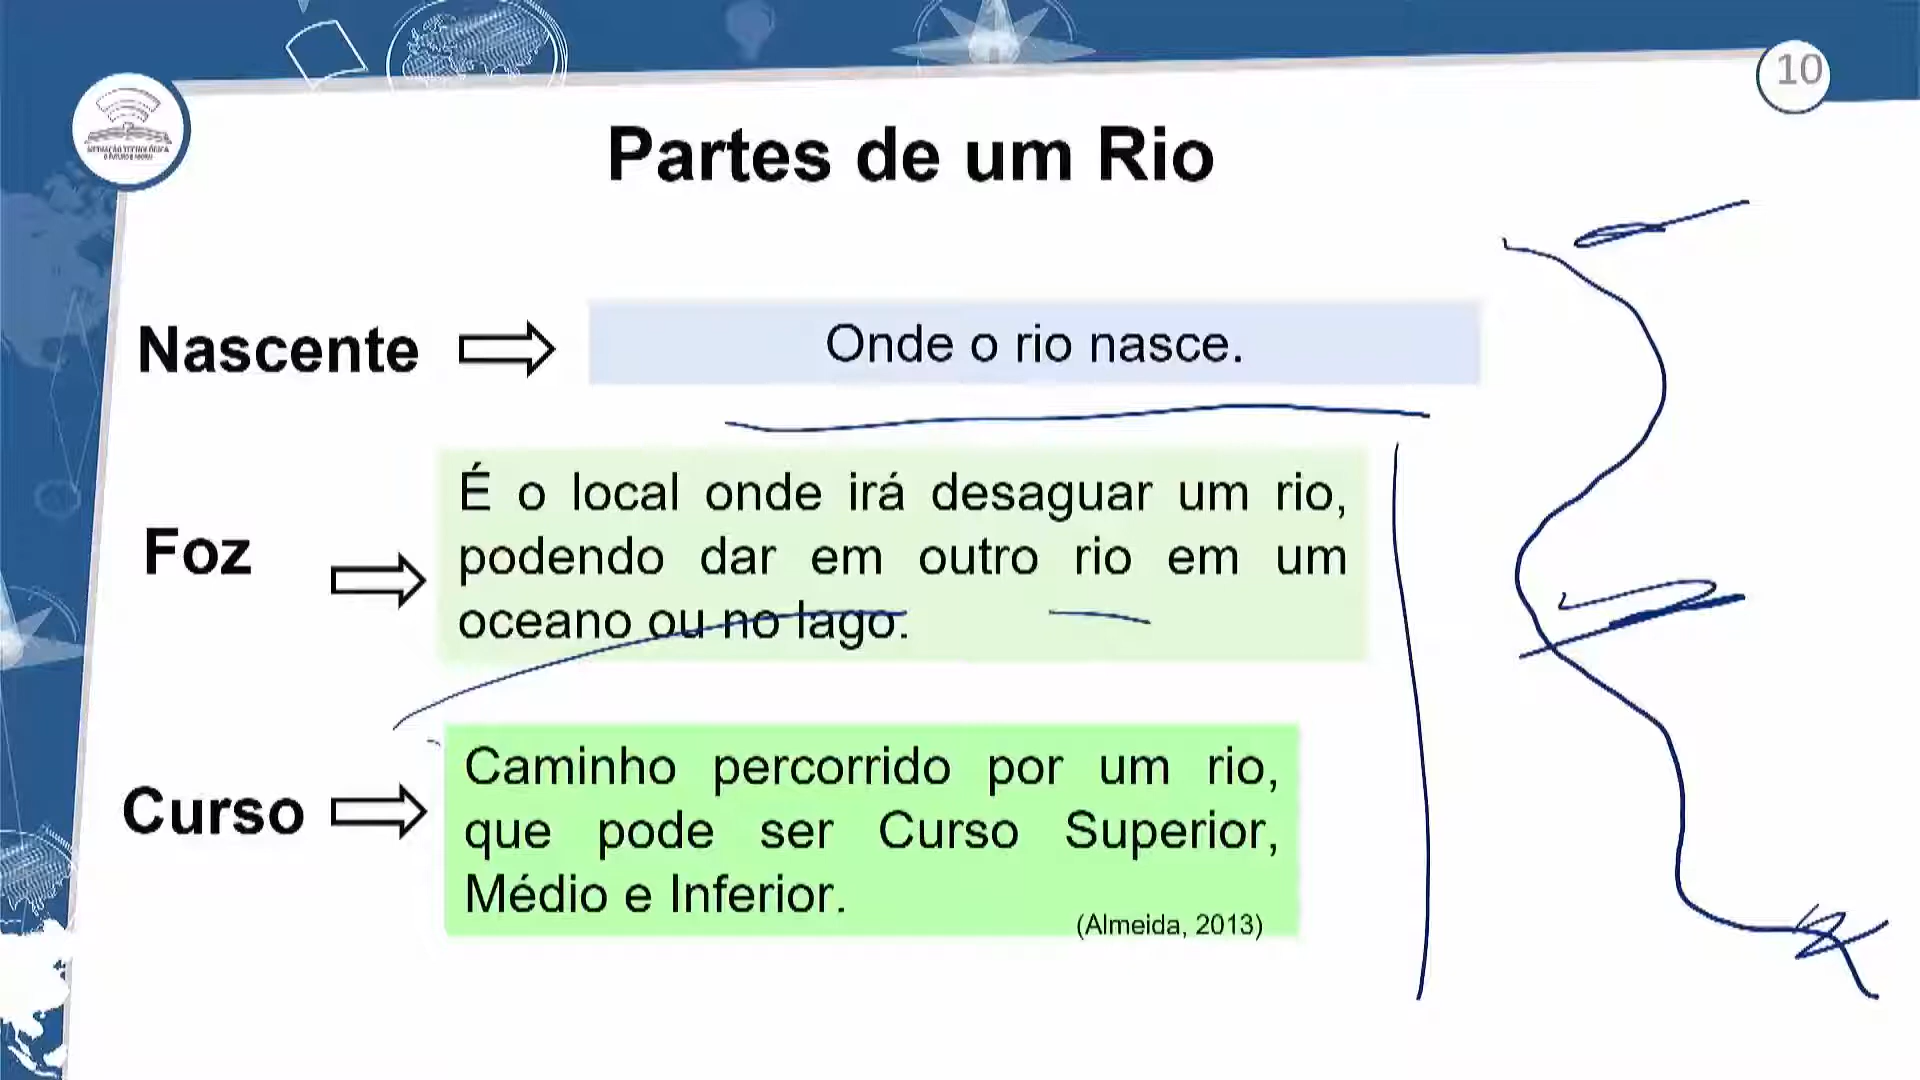 10
MEDIAÇÃO TECNOLÓGICA
Partes de um Rio
Nascente
Onde o rio nasce.
Foz
É o local onde irá desaguar um rio,
podendo dar em outro rio em um
oceano ou no lago.
Curso
Caminho percorrido por um rio,
que pode ser Curso Superior,
Médio e Inferior.
(Almeida, 2013)